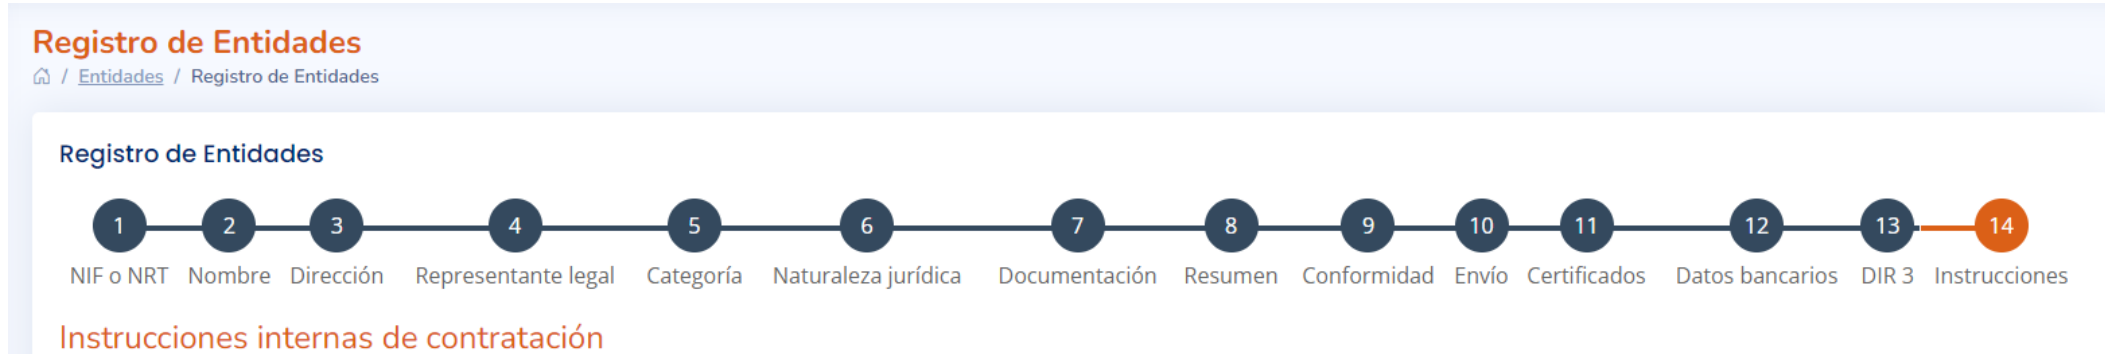 Registro de Entidades
/ Entidades / Registro de Entidades
Registro de Entidades
1 2 3 4 5 6 7 8 9 10 11 12 13 14
NIF o NRT Nombre Dirección Representante legal Categoría Naturaleza jurídica Documentación Resumen Conformidad Envío Certificados Datos bancarios DIR 3 Instrucciones
Instrucciones internas de contratación